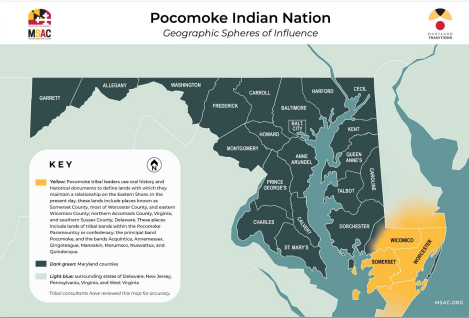 Pocomoke Indian Nation
Geographic Spheres of Influence
MSAC
MARYLAND
TRADITIONS
GARRETT
ALLEGANY
WASHINGTON
FREDERICK
CARROLL
BALTIMORE
HARFORD
CECIL
BALT
CITY
HOWARD
KENT
MONTGOMERY
ANNE
ARUNDEL
QUEEN
ANNE'S
CAROLINE
PRINCE
GEORGE'S
TALBOT
CHARLES
CALVERT
DORCHESTER
ST. MARY'S
WICOMICO
SOMERSET
WORCESTER
KEY
N
Yellow: Pocomoke tribal leaders use oral history and
historical documents to define lands with which they
maintain a relationship on the Eastern Shore. In the
present day, these lands include places known as
Somerset County, most of Worcester County, and eastern
Wicomico County; northern Accomack County, Virginia;
and southern Sussex County, Delaware. These places
include lands of tribal bands within the Pocomoke
Paramountcy or confederacy: the principal band
Pocomoke, and the bands Acquintica, Annemessex,
Gingoteague, Manoakin, Morumsco, Nuswattux, and
Quindocqua.
Dark green: Maryland counties
Light blue: surrounding states of Delaware, New Jersey,
Pennsylvania, Virginia, and West Virginia
Tribal consultants have reviewed this map for accuracy.
MSAC.ORG